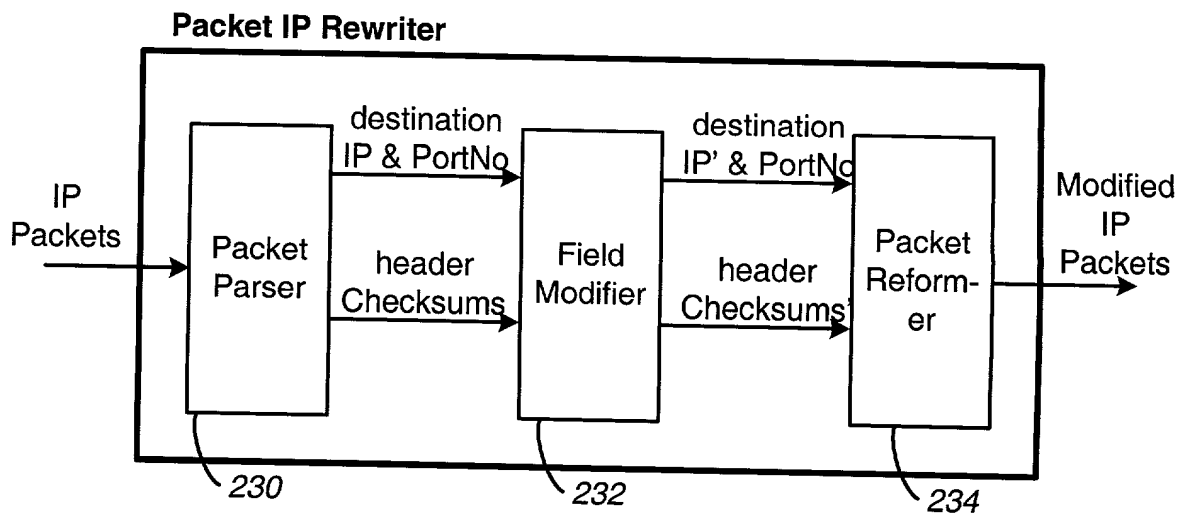 Packet IP Rewriter
IP
Packets
Packet
Parser
destination
IP & PortNo
header
Checksums
Field
Modifier
destination
IP' & PortNo
header
Checksums'
Packet
Reform-
er
Modified
IP
Packets
230
232
234